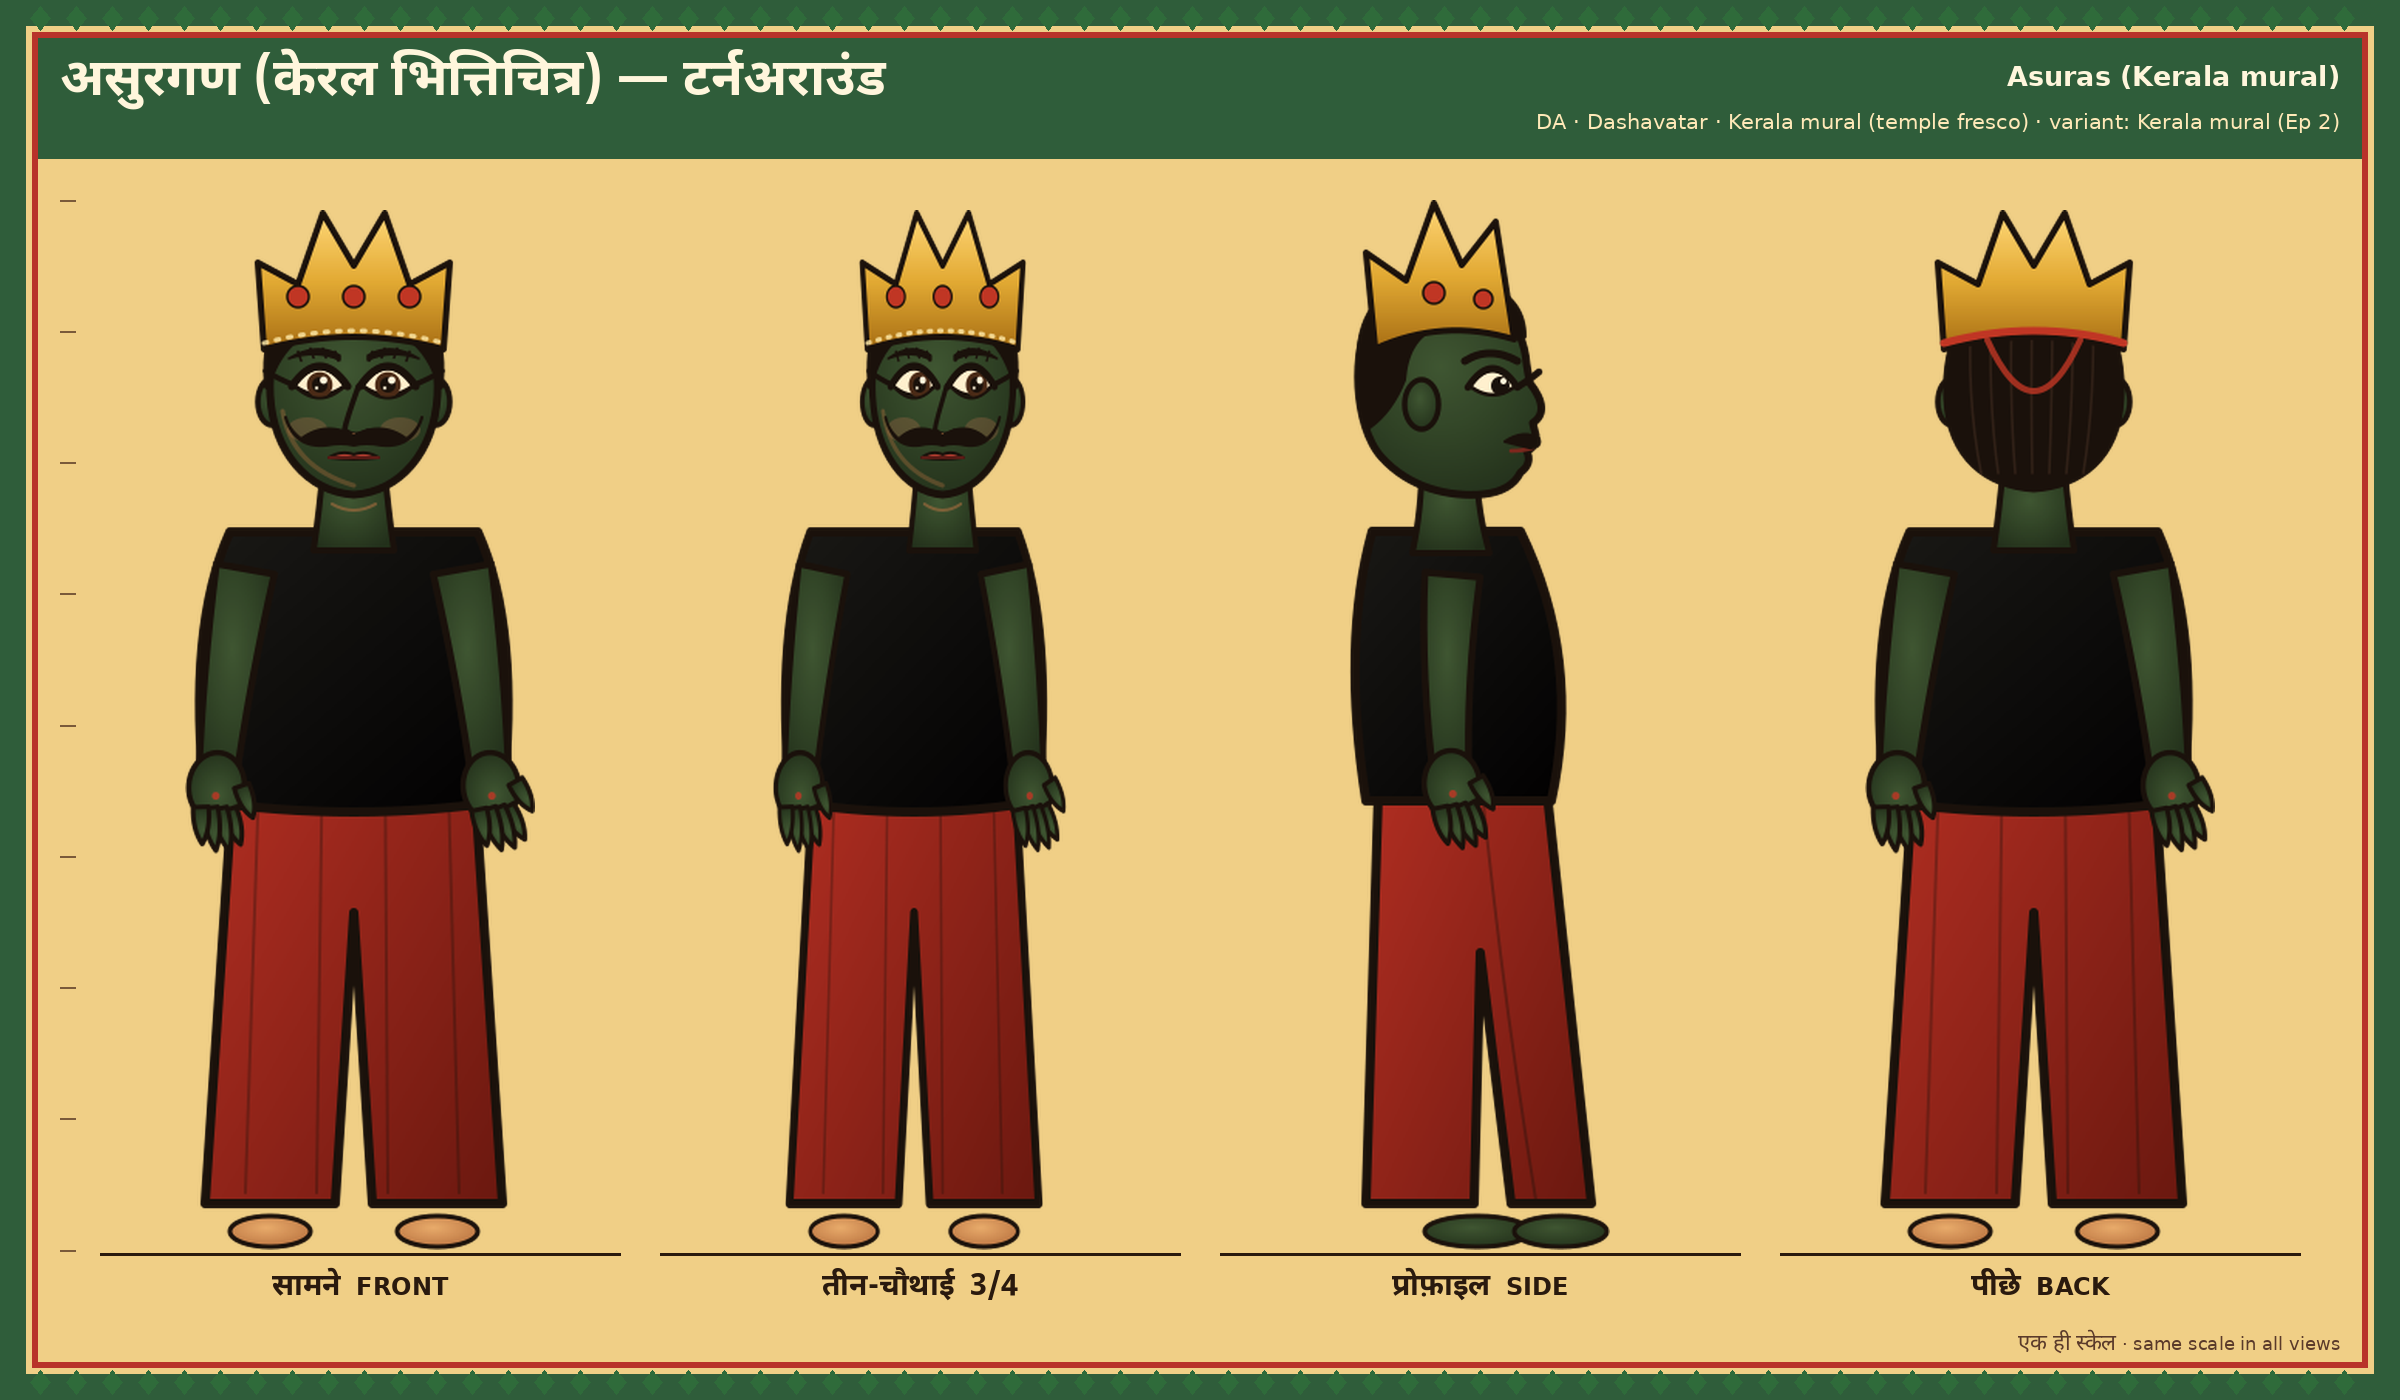 असुरगण (केरल भित्तिचित्र) — टर्नअराउंड
Asuras (Kerala mural)
DA · Dashavatar · Kerala mural (temple fresco) · variant: Kerala mural (Ep 2)
सामने FRONT
तीन-चौथाई 3/4
प्रोफ़ाइल SIDE
पीछे BACK
एक ही स्केल · same scale in all views